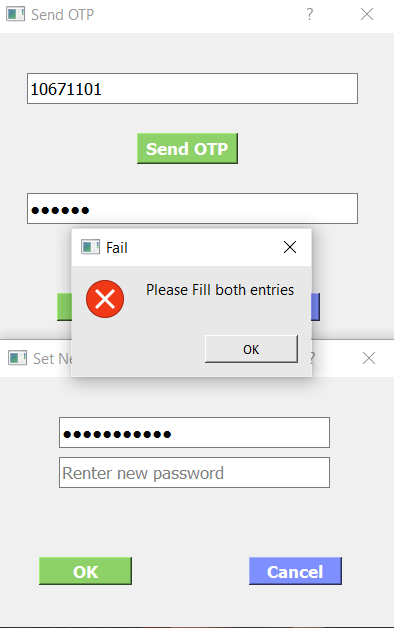 Send OTP
?
10671101
Send OTP
●●●●●●
Fail
Please Fill both entries
OK
Set Ne
?
●●●●●●●●●●●
Renter new password
OK
Cancel